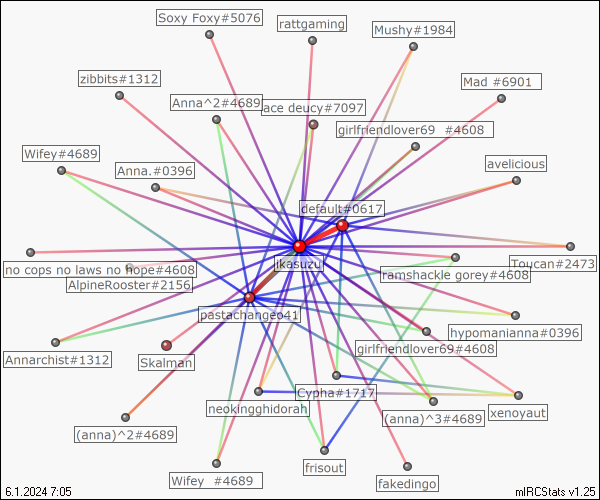 Soxy Foxy#5076
rattgaming
Mushy#1984
zibbits#1312
Mad #6901
Anna^2#4689
ace deucy#7097
girlfriendlover69 #4608
Wifey#4689
Anna.#0396
avelicious
default#0617
ikasuzu
no cops no laws no hope#4608
ramshackle gorey#4608
Toucan#2473
AlpineRooster#2156
pastachangeo41
hypomanianna#0396
Annarchist#1312
Skalman
girlfriendlover69#4608
Cypha#1717
neokingghidorah
(anna)^3#4689
xenoyaut
(anna)^2#4689
frisout
Wifey #4689
fakedingo
6.1.2024 7:05
mIRCStats v1.25